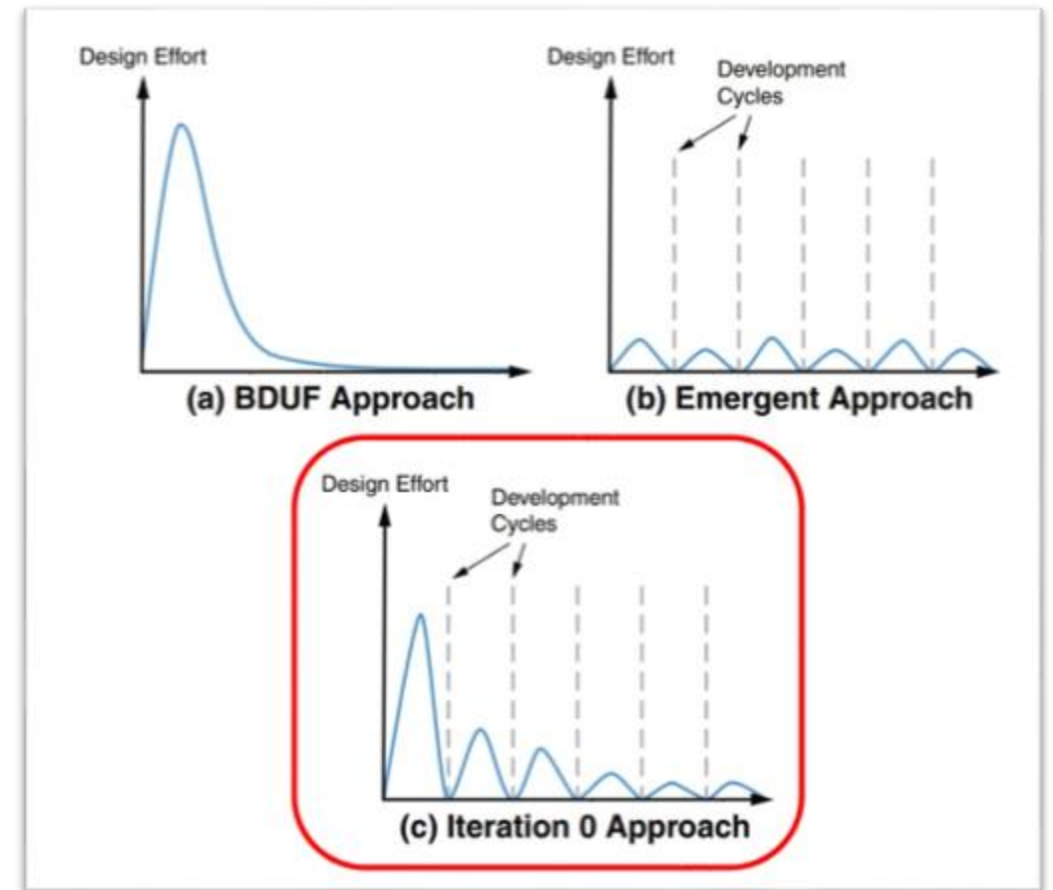 Design Effort
(a) BDUF Approach
Design Effort
Development
Cycles
(b) Emergent Approach
Design Effort
Development
Cycles
(c) Iteration 0 Approach